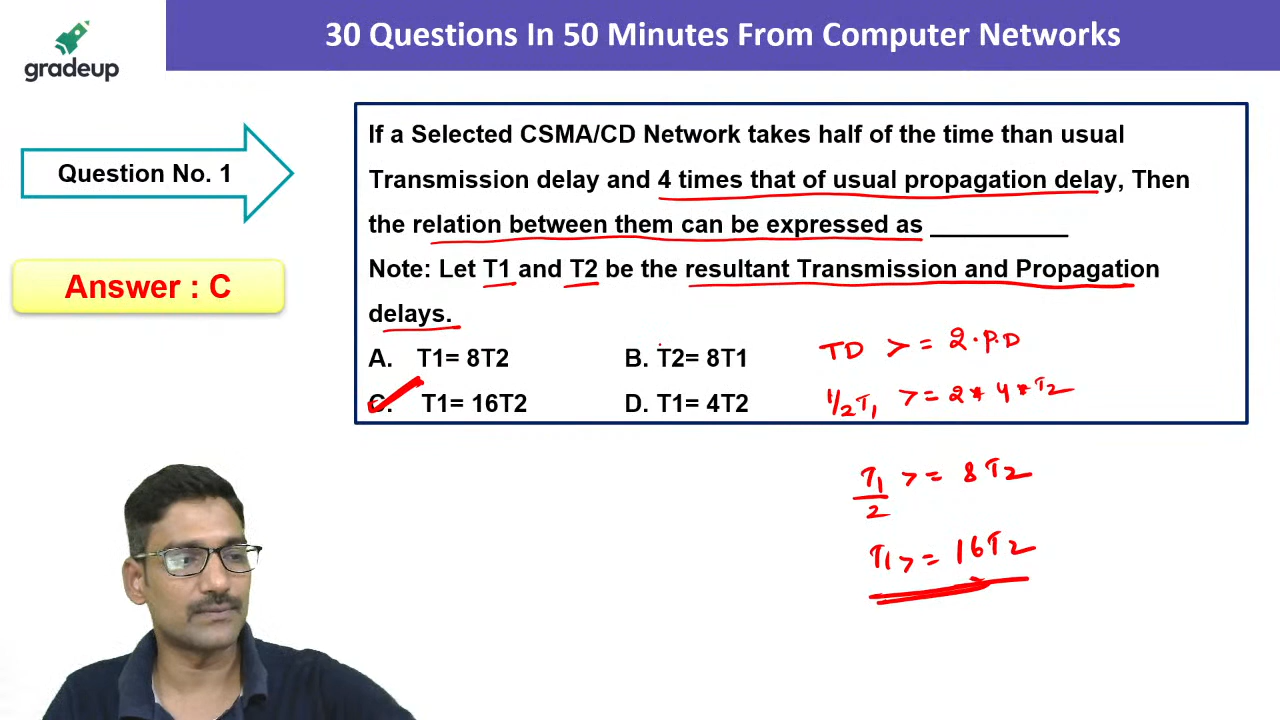 30 Questions In 50 Minutes From Computer Networks
gradeup
Question No. 1
Answer : C
If a Selected CSMA/CD Network takes half of the time than usual
Transmission delay and 4 times that of usual propagation delay, Then
the relation between them can be expressed as __________
Note: Let T1 and T2 be the resultant Transmission and Propagation
delays.
A. T1= 8T2
B. T2= 8T1
C. T1= 16T2
D. T1= 4T2
TD >= 2·P.D
1/2T1 >= 2*4*T2
T1/2 >= 8T2
T1 >= 16T2